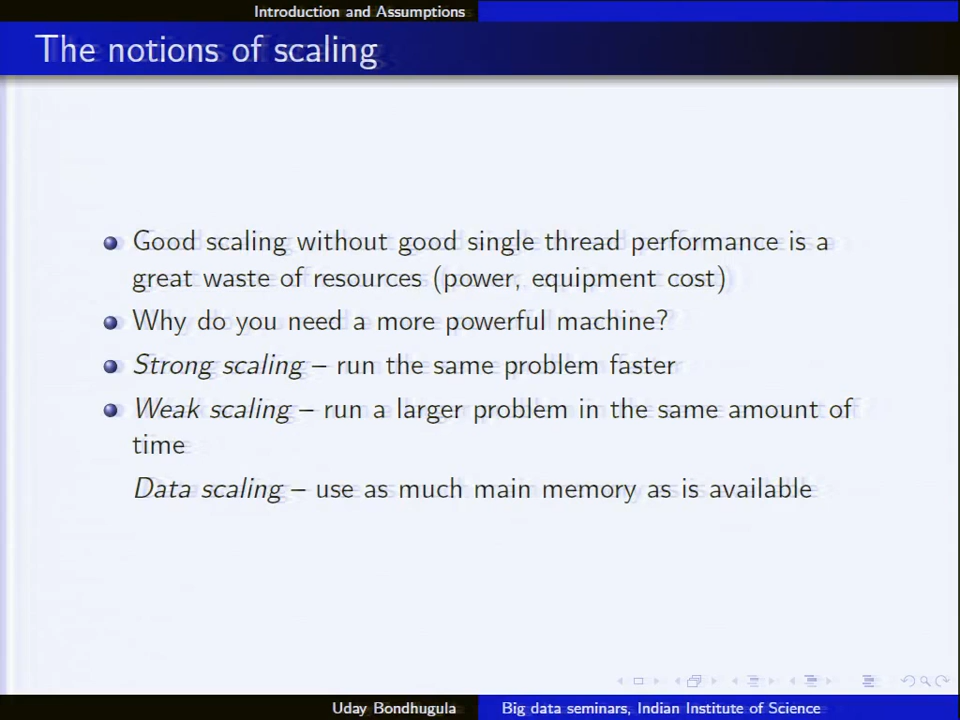 Introduction and Assumptions
The notions of scaling
Good scaling without good single thread performance is a
great waste of resources (power, equipment cost)
Why do you need a more powerful machine?
Strong scaling – run the same problem faster
Weak scaling – run a larger problem in the same amount of
time
Data scaling – use as much main memory as is available
Uday Bondhugula
Big data seminars, Indian Institute of Science